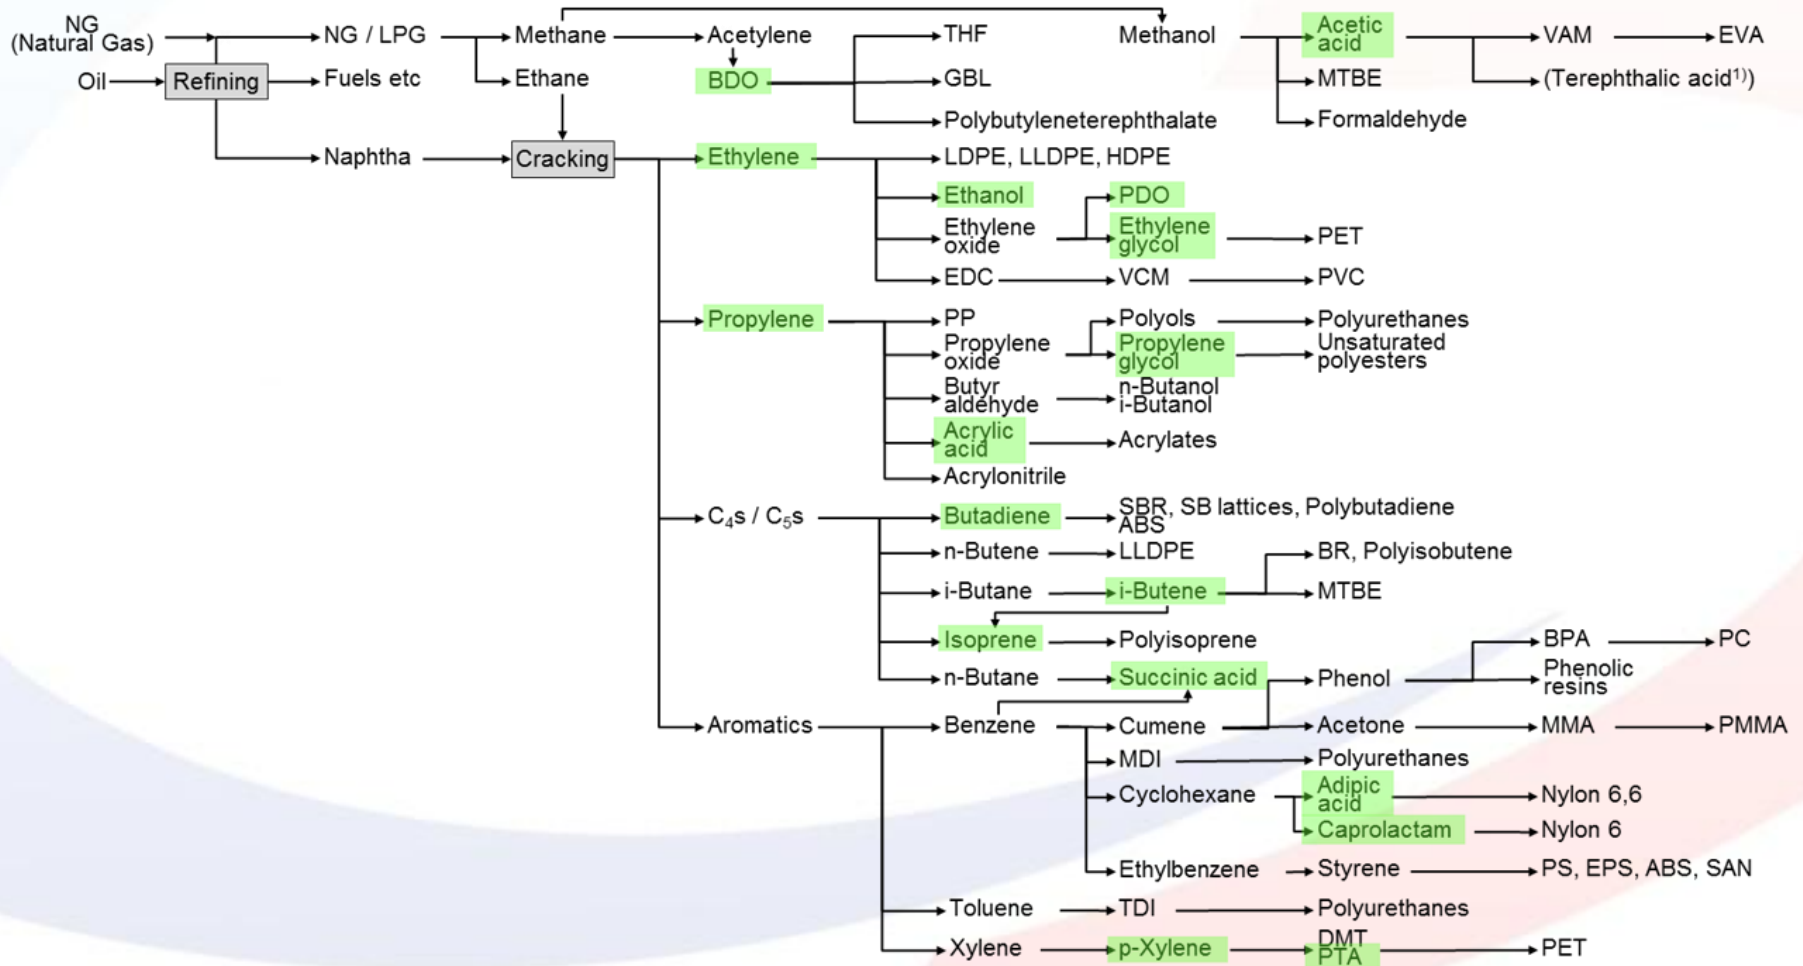 NG
(Natural Gas)
NG / LPG
Methane
Acetylene
THF
Methanol
Acetic
acid
VAM
EVA
Oil
Refining
Fuels etc
Ethane
BDO
GBL
MTBE
(Terephthalic acid¹⁾)
Polybutyleneterephthalate
Formaldehyde
Naphtha
Cracking
Ethylene
LDPE, LLDPE, HDPE
Ethanol
PDO
Ethylene
oxide
Ethylene
glycol
PET
EDC
VCM
PVC
Propylene
PP
Polyols
Polyurethanes
Propylene
oxide
Propylene
glycol
Unsaturated
polyesters
Butyr
aldehyde
n-Butanol
i-Butanol
Acrylic
acid
Acrylates
Acrylonitrile
C₄s / C₅s
Butadiene
SBR, SB lattices, Polybutadiene
ABS
n-Butene
LLDPE
BR, Polyisobutene
i-Butane
i-Butene
MTBE
Isoprene
Polyisoprene
BPA
PC
n-Butane
Succinic acid
Phenol
Phenolic
resins
Aromatics
Benzene
Cumene
Acetone
MMA
PMMA
MDI
Polyurethanes
Cyclohexane
Adipic
acid
Nylon 6,6
Caprolactam
Nylon 6
Ethylbenzene
Styrene
PS, EPS, ABS, SAN
Toluene
TDI
Polyurethanes
Xylene
p-Xylene
DMT
PTA
PET